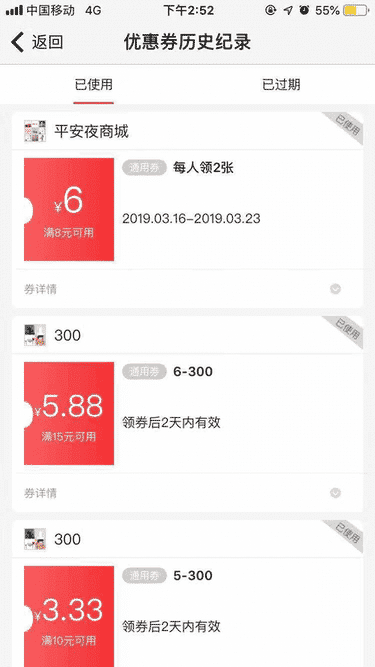 中国移动 4G 下午2:52 55%
返回 优惠券历史纪录
已使用 已过期
平安夜商城 已使用
¥6
满8元可用
通用券 每人领2张
2019.03.16-2019.03.23
券详情
300 已使用
¥5.88
满15元可用
通用券 6-300
领券后2天内有效
券详情
300 已使用
¥3.33
满10元可用
通用券 5-300
领券后2天内有效